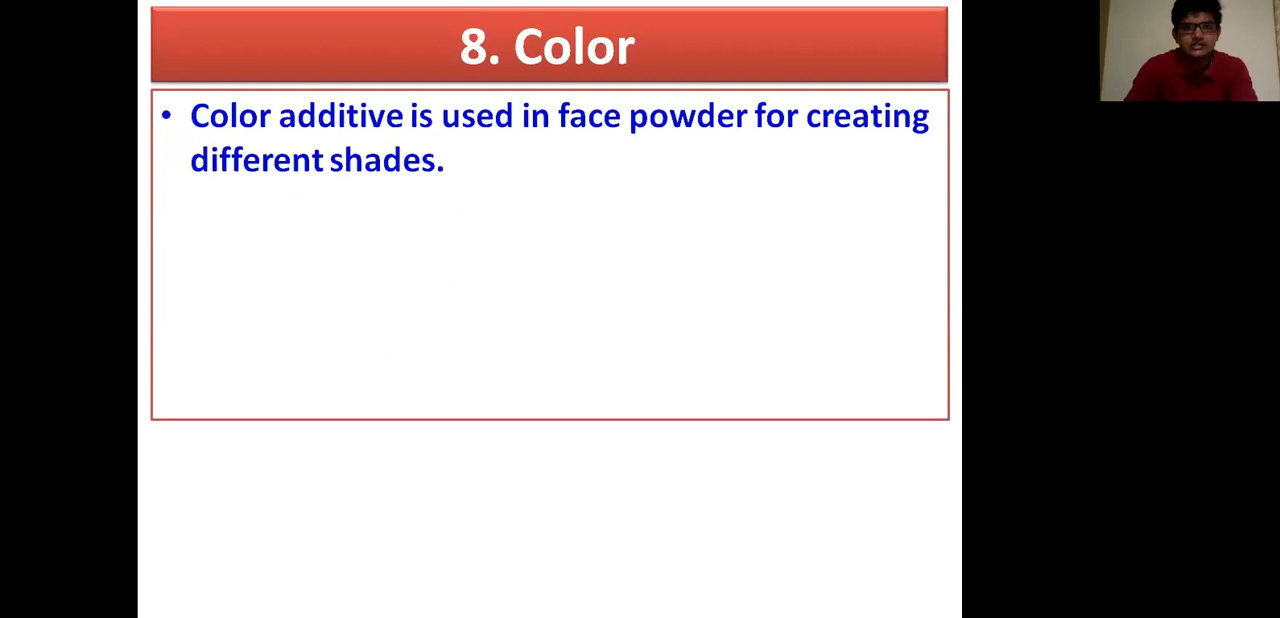 8. Color
• Color additive is used in face powder for creating
different shades.